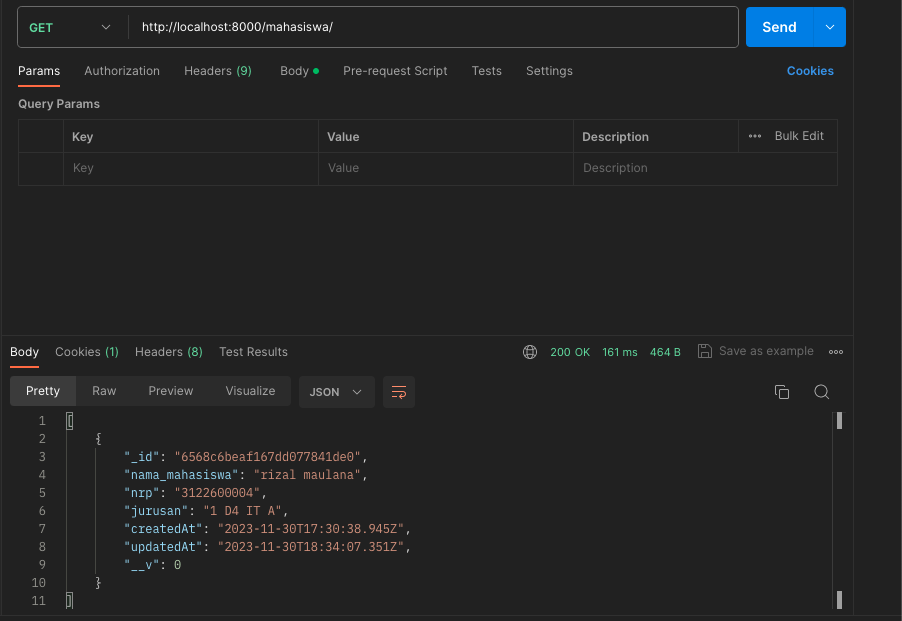 GET http://localhost:8000/mahasiswa/ Send
Params Authorization Headers (9) Body Pre-request Script Tests Settings Cookies
Query Params
Key Value Description ••• Bulk Edit
Key Value Description
Body Cookies (1) Headers (8) Test Results 200 OK 161 ms 464 B Save as example
Pretty Raw Preview Visualize JSON
1 [
2 {
3 "_id": "6568c6beaf167dd077841de0",
4 "nama_mahasiswa": "rizal maulana",
5 "nrp": "3122600004",
6 "jurusan": "1 D4 IT A",
7 "createdAt": "2023-11-30T17:30:38.945Z",
8 "updatedAt": "2023-11-30T18:34:07.351Z",
9 "__v": 0
10 }
11 ]